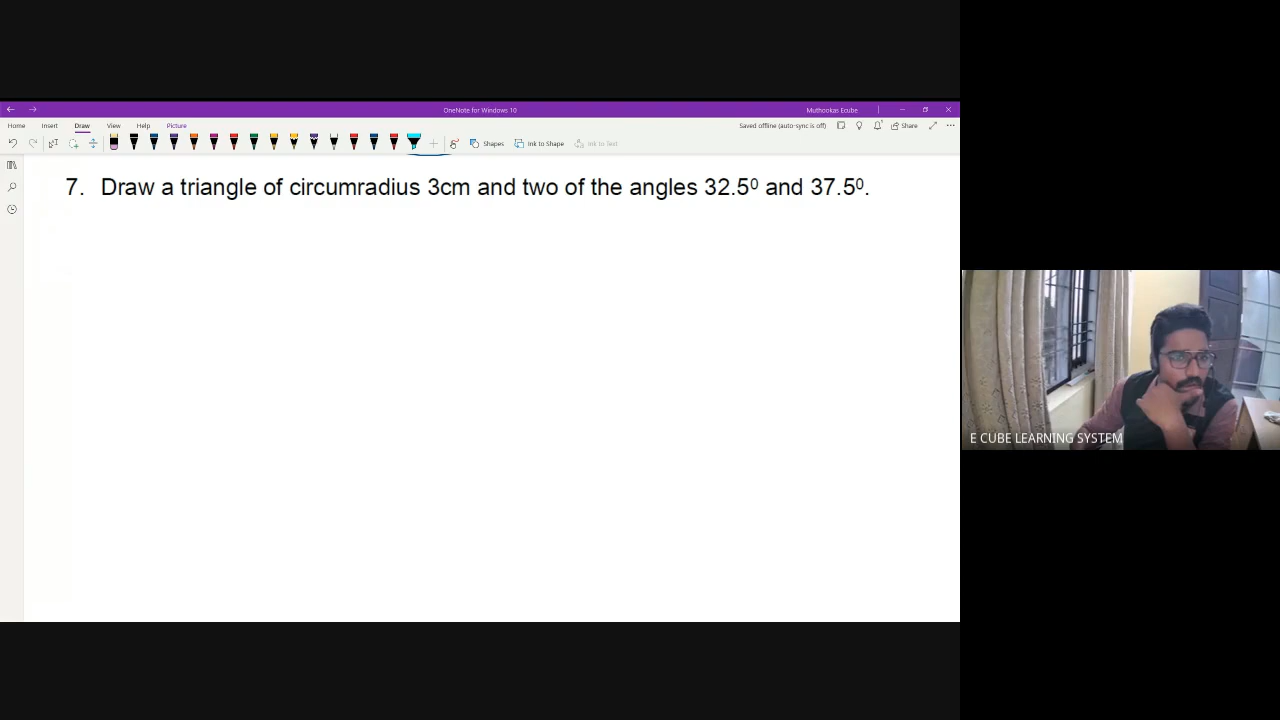 OneNote for Windows 10
Muthookas Ecube
Home Insert Draw View Help Picture
Saved offline (auto-sync is off)
Share
Shapes
Ink to Shape
Ink to Text
7. Draw a triangle of circumradius 3cm and two of the angles 32.5⁰ and 37.5⁰.
E CUBE LEARNING SYSTEM